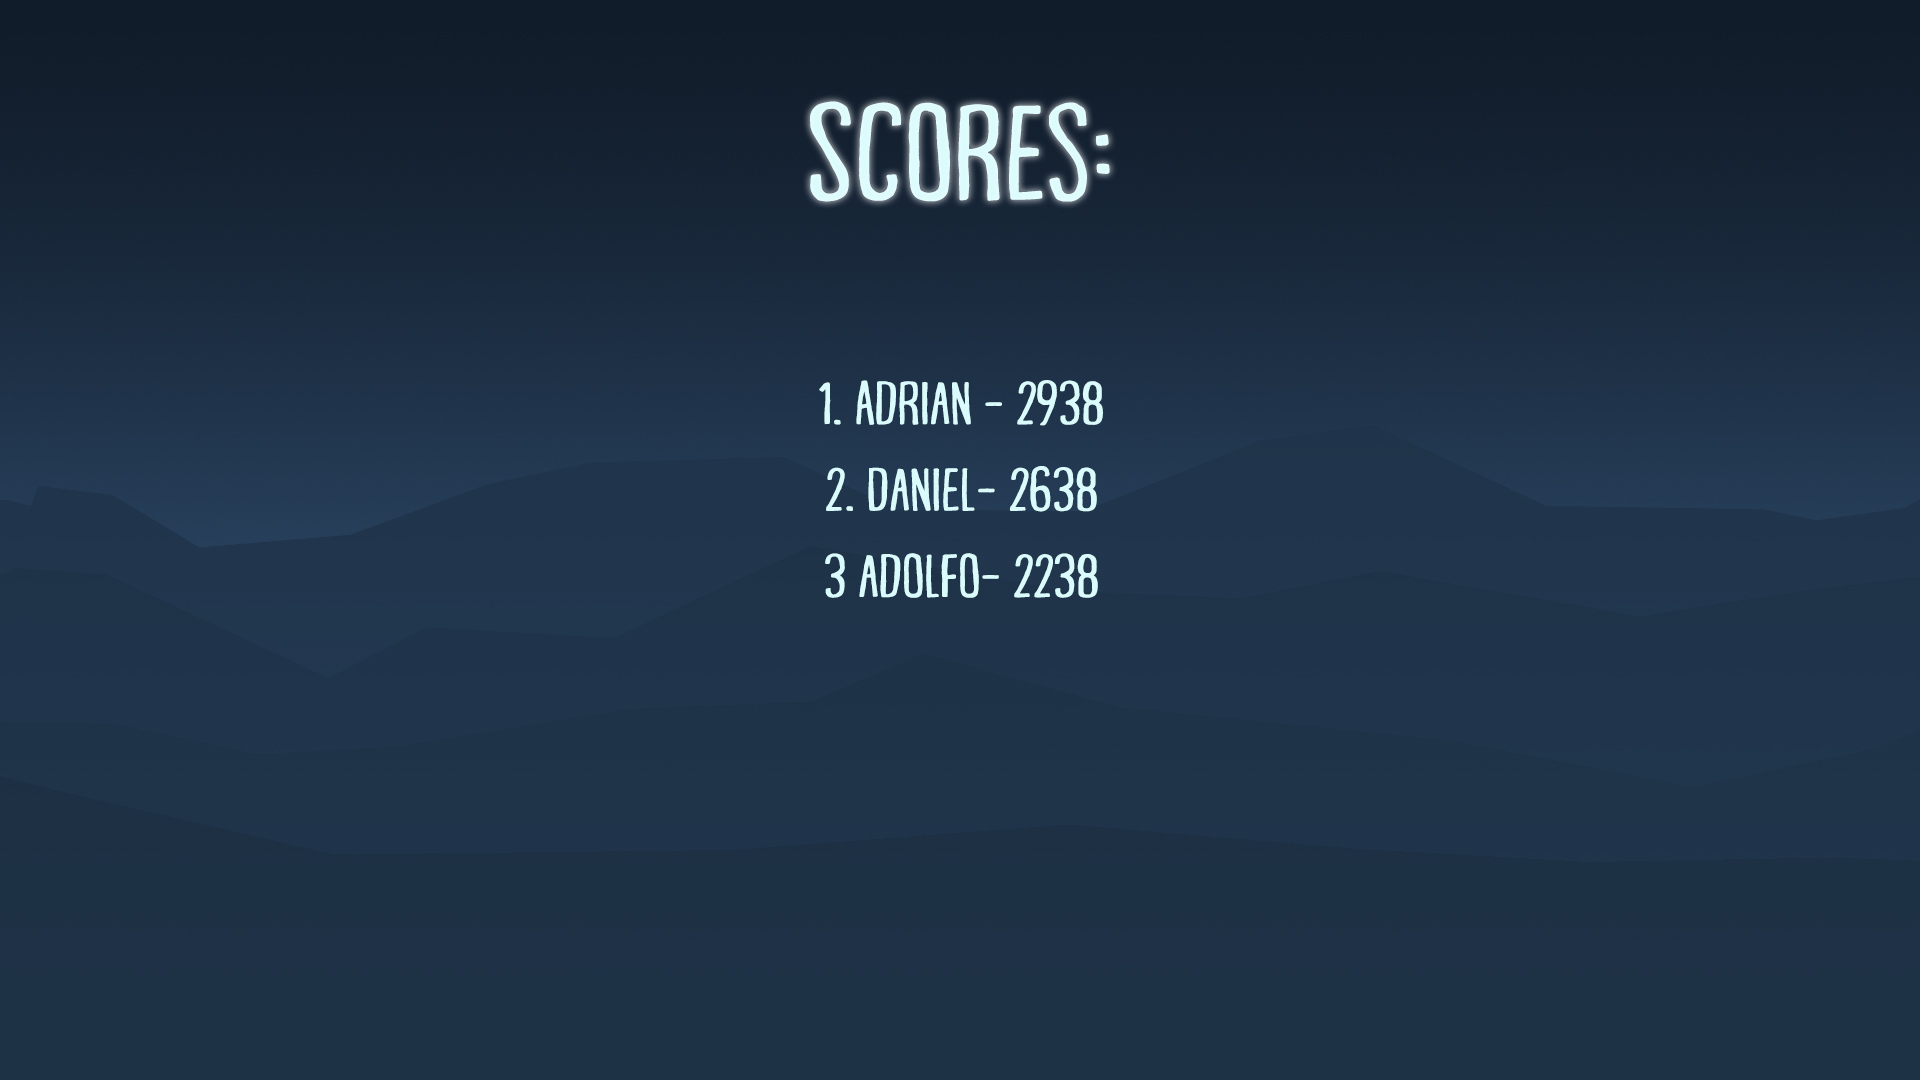 SCORES:
1. ADRIAN - 2938
2. DANIEL- 2638
3 ADOLFO- 2238